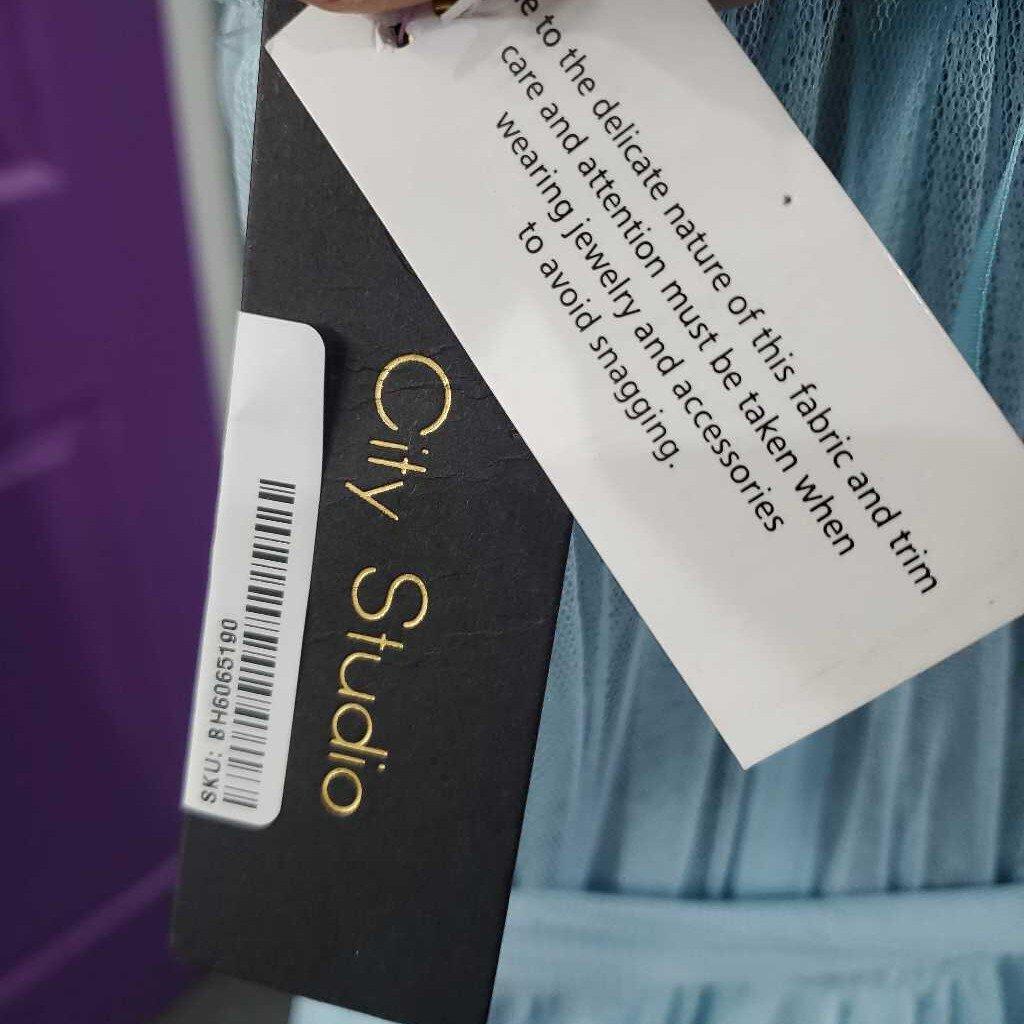 e to the delicate nature of this fabric and trim
care and attention must be taken when
wearing jewelry and accessories
to avoid snagging.
City Studio
SKU: BH6065190